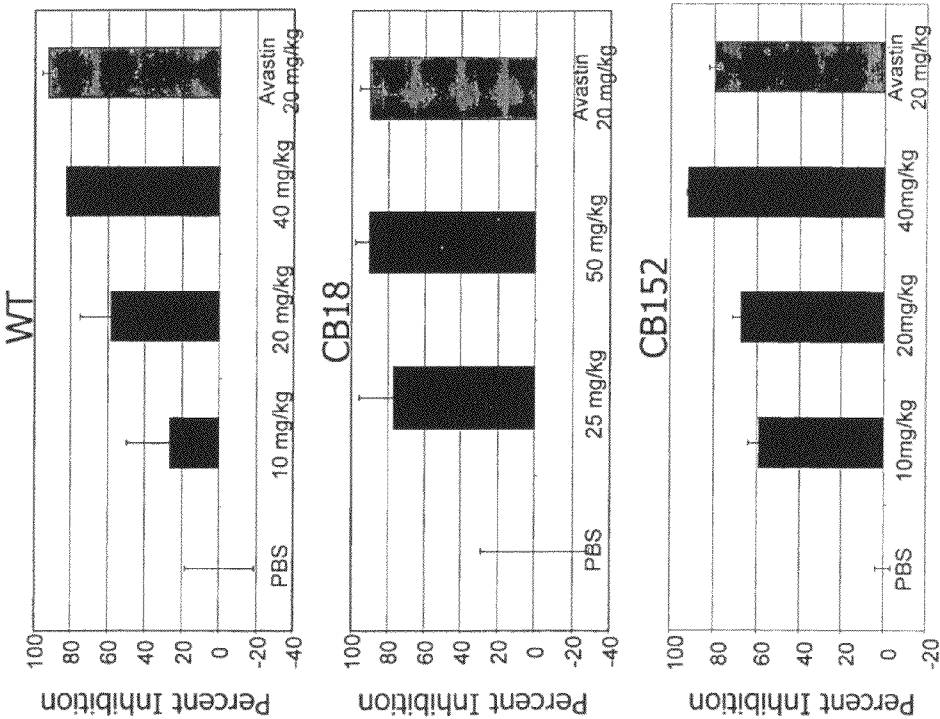 WT
Percent Inhibition
100
80
60
40
20
0
-20
-40
PBS
10 mg/kg
20 mg/kg
40 mg/kg
Avastin
20 mg/kg
CB18
Percent Inhibition
100
80
60
40
20
0
-20
-40
PBS
25 mg/kg
50 mg/kg
Avastin
20 mg/kg
CB152
Percent Inhibition
100
80
60
40
20
0
-20
PBS
10mg/kg
20mg/kg
40mg/kg
Avastin
20 mg/kg